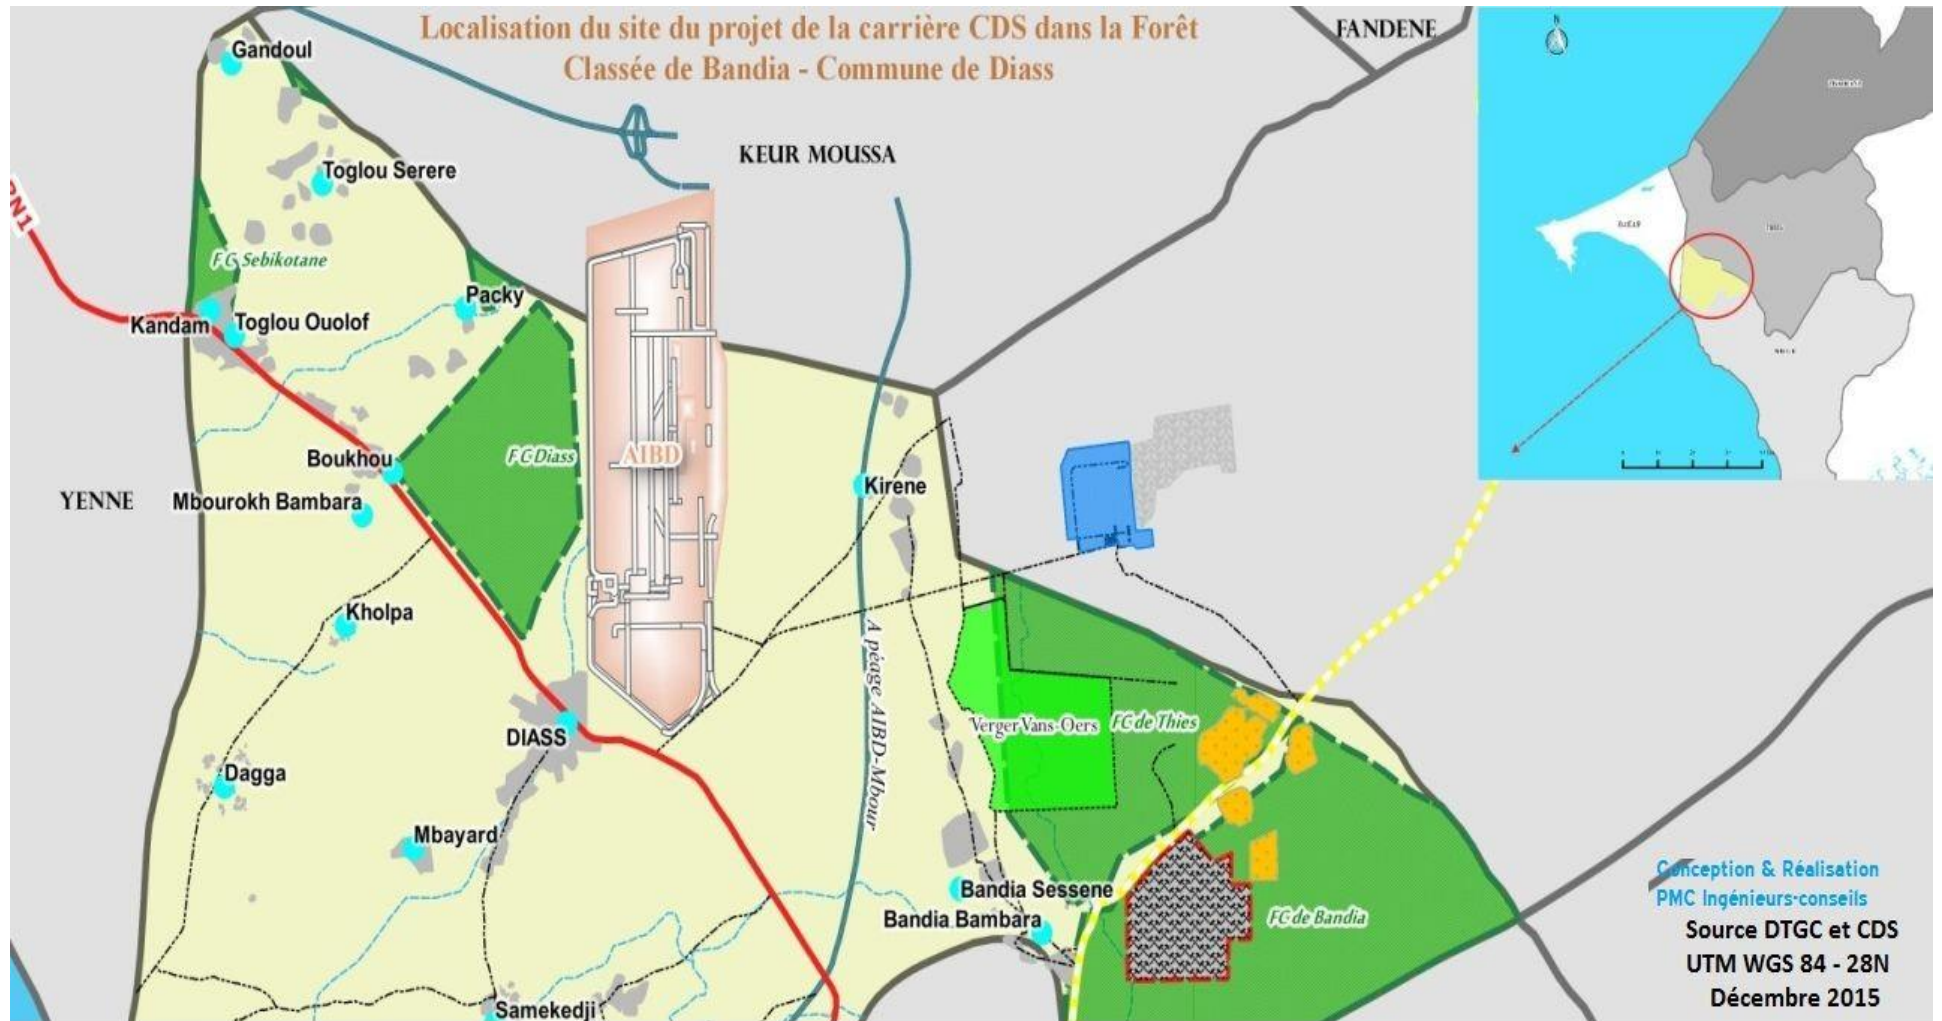 Localisation du site du projet de la carrière CDS dans la Forêt
Classée de Bandia - Commune de Diass
FANDENE
N
Gandoul
KEUR MOUSSA
Toglou Serere
RN1
FC Sebikotane
DAKAR
Packy
Kandam
Toglou Ouolof
Boukhou
FC Diass
AIBD
Kirene
YENNE
Mbourokh Bambara
Kholpa
A péage AIBD-Mbour
Verger Vans-Oers
FC de Thies
DIASS
Dagga
Mbayard
Bandia Sessene
Bandia Bambara
FC de Bandia
Conception & Réalisation
PMC Ingénieurs-conseils
Source DTGC et CDS
UTM WGS 84 - 28N
Décembre 2015
Samekedji